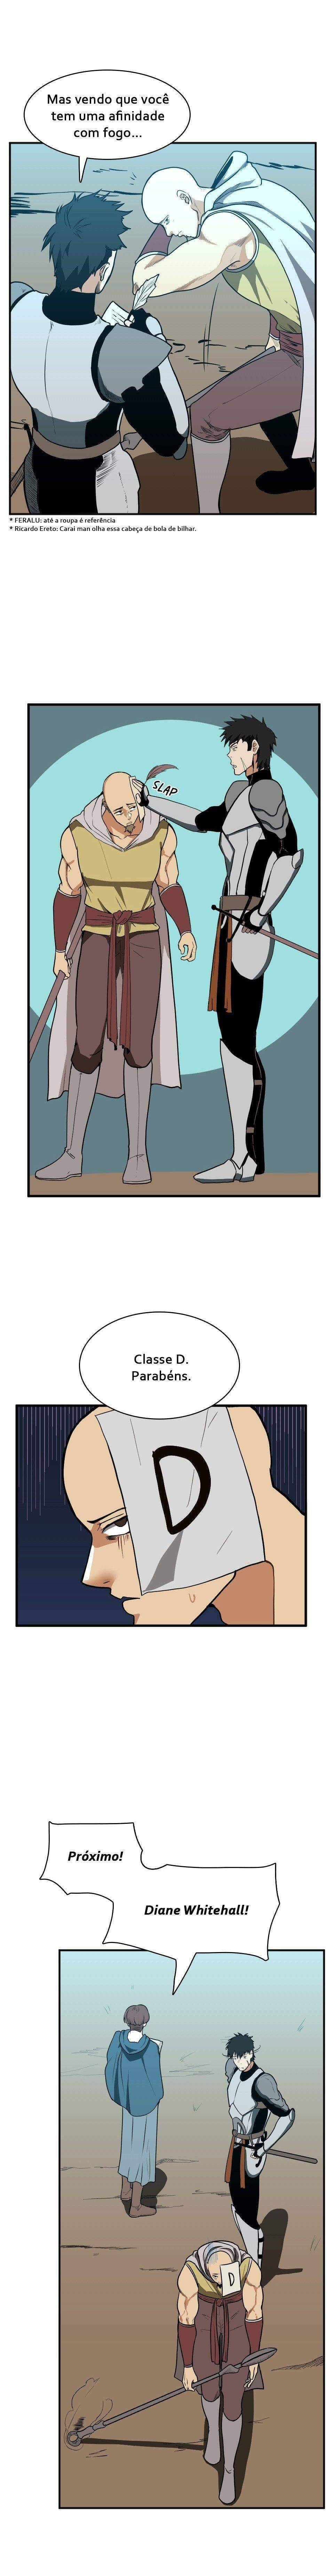 Mas vendo que você
tem uma afinidade
com fogo...
* FERALU: até a roupa é referência
* Ricardo Ereto: Carai man olha essa cabeça de bola de bilhar.
SLAP
Classe D.
Parabéns.
D
Próximo!
Diane Whitehall!
D